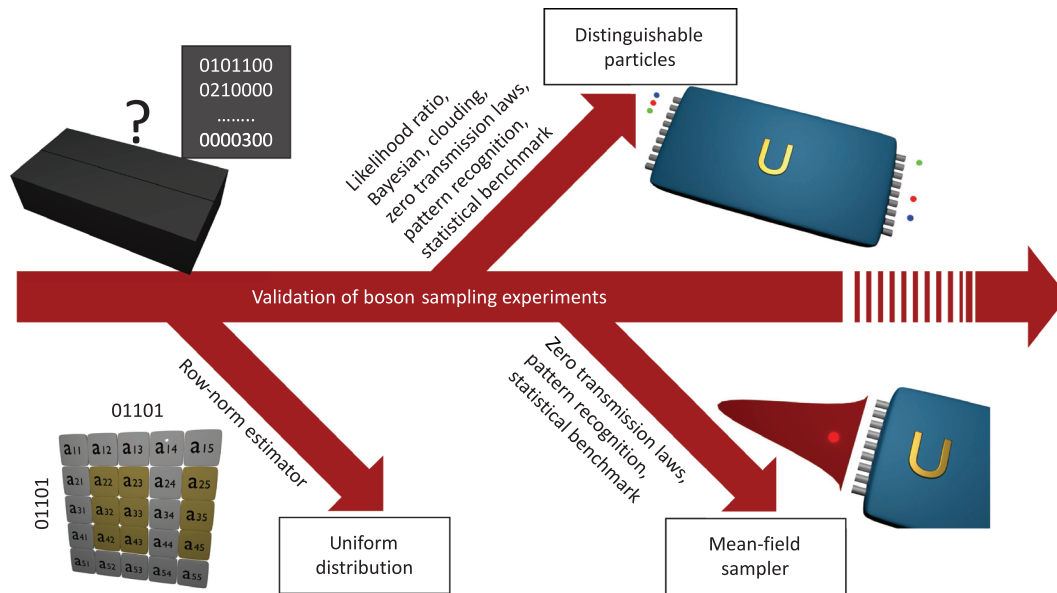 0101100
0210000
........
0000300
?
Distinguishable
particles
Likelihood ratio,
Bayesian, clouding,
zero transmission laws,
pattern recognition,
statistical benchmark
U
Validation of boson sampling experiments
Row-norm estimator
Zero transmission laws,
pattern recognition,
statistical benchmark
01101
01101
a11 a12 a13 a14 a15
a21 a22 a23 a24 a25
a31 a32 a33 a34 a35
a41 a42 a43 a44 a45
a51 a52 a53 a54 a55
U
Uniform
distribution
Mean-field
sampler